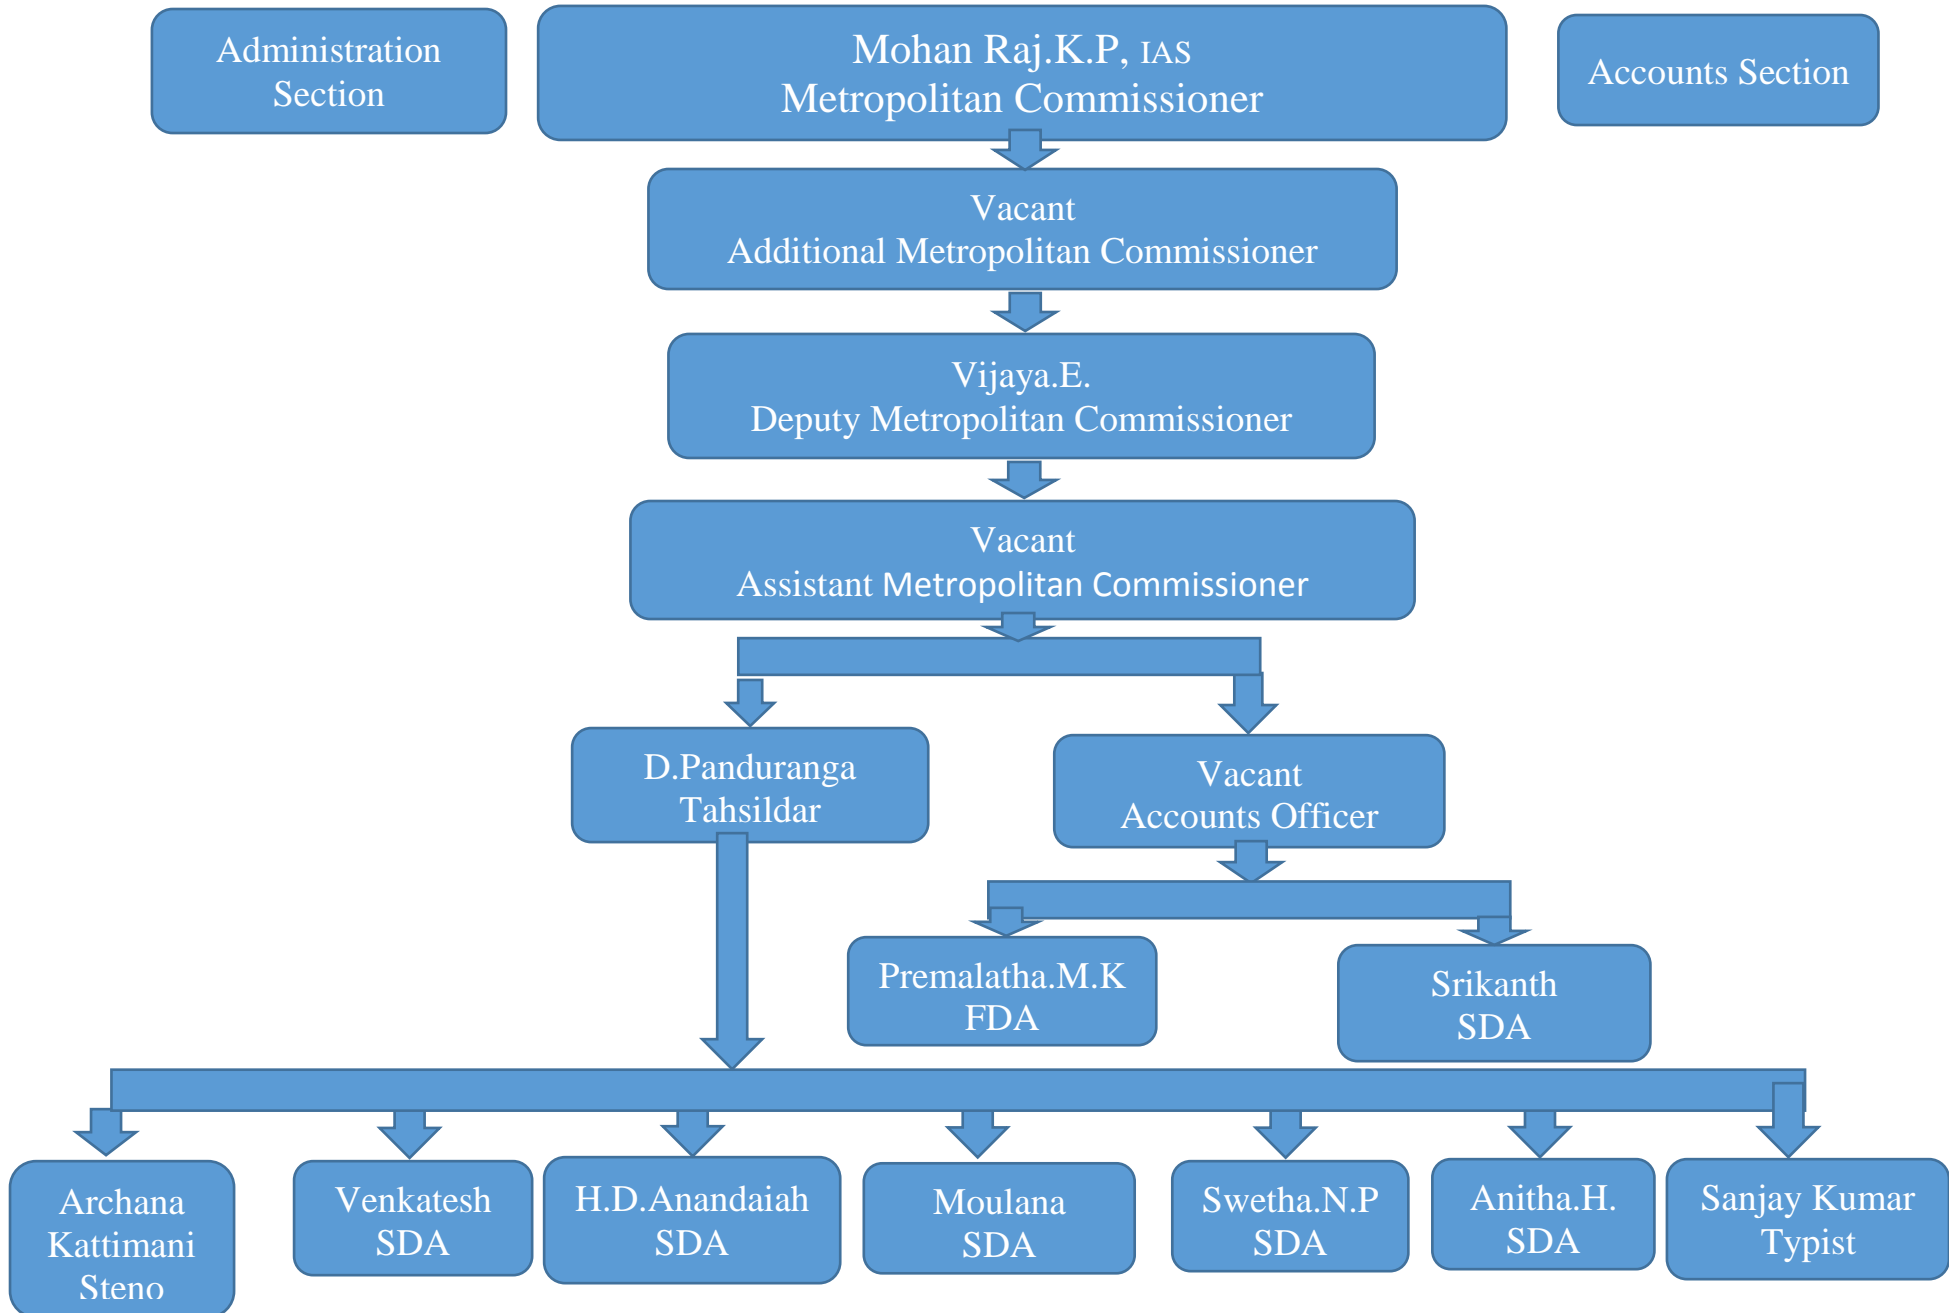 Administration
Section
Mohan Raj.K.P, IAS
Metropolitan Commissioner
Accounts Section
Vacant
Additional Metropolitan Commissioner
Vijaya.E.
Deputy Metropolitan Commissioner
Vacant
Assistant Metropolitan Commissioner
D.Panduranga
Tahsildar
Vacant
Accounts Officer
Premalatha.M.K
FDA
Srikanth
SDA
Archana
Kattimani
Steno
Venkatesh
SDA
H.D.Anandaiah
SDA
Moulana
SDA
Swetha.N.P
SDA
Anitha.H.
SDA
Sanjay Kumar
Typist